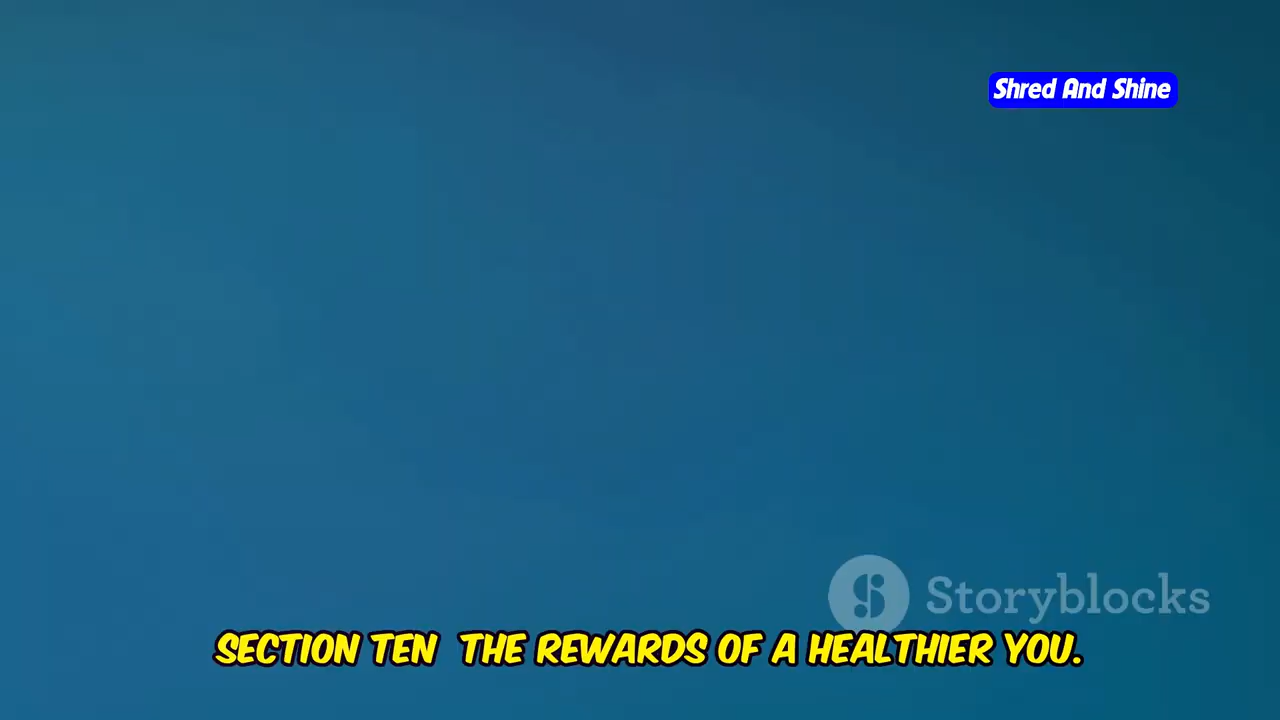 Shred And Shine
Storyblocks
SECTION TEN THE REWARDS OF A HEALTHIER YOU.